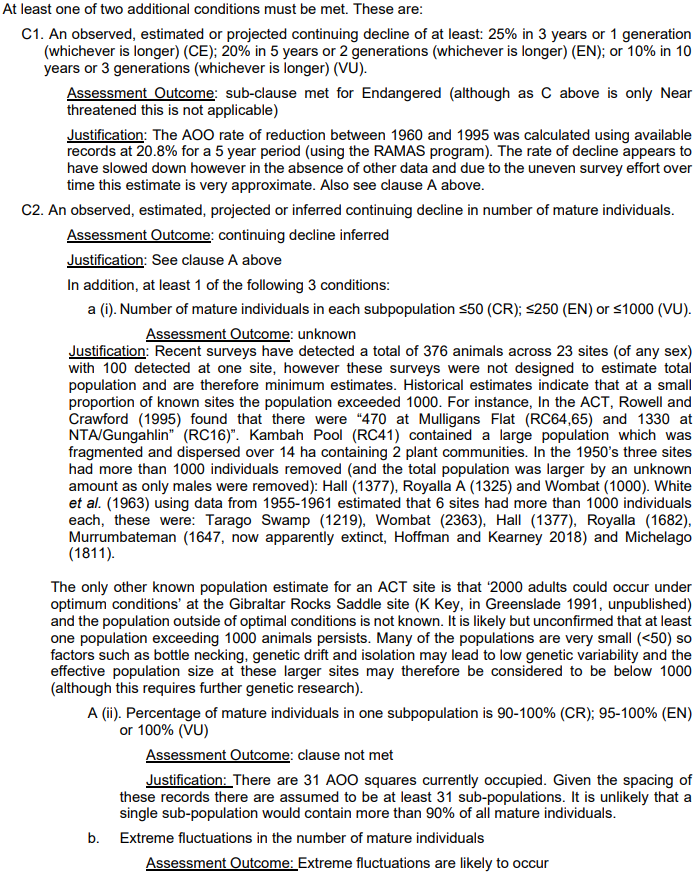 At least one of two additional conditions must be met. These are:
C1. An observed, estimated or projected continuing decline of at least: 25% in 3 years or 1 generation
(whichever is longer) (CE); 20% in 5 years or 2 generations (whichever is longer) (EN); or 10% in 10
years or 3 generations (whichever is longer) (VU).
Assessment Outcome: sub-clause met for Endangered (although as C above is only Near
threatened this is not applicable)
Justification: The AOO rate of reduction between 1960 and 1995 was calculated using available
records at 20.8% for a 5 year period (using the RAMAS program). The rate of decline appears to
have slowed down however in the absence of other data and due to the uneven survey effort over
time this estimate is very approximate. Also see clause A above.
C2. An observed, estimated, projected or inferred continuing decline in number of mature individuals.
Assessment Outcome: continuing decline inferred
Justification: See clause A above
In addition, at least 1 of the following 3 conditions:
a (i). Number of mature individuals in each subpopulation ≤50 (CR); ≤250 (EN) or ≤1000 (VU).
Assessment Outcome: unknown
Justification: Recent surveys have detected a total of 376 animals across 23 sites (of any sex)
with 100 detected at one site, however these surveys were not designed to estimate total
population and are therefore minimum estimates. Historical estimates indicate that at a small
proportion of known sites the population exceeded 1000. For instance, In the ACT, Rowell and
Crawford (1995) found that there were “470 at Mulligans Flat (RC64,65) and 1330 at
NTA/Gungahlin” (RC16)”. Kambah Pool (RC41) contained a large population which was
fragmented and dispersed over 14 ha containing 2 plant communities. In the 1950’s three sites
had more than 1000 individuals removed (and the total population was larger by an unknown
amount as only males were removed): Hall (1377), Royalla A (1325) and Wombat (1000). White
et al. (1963) using data from 1955-1961 estimated that 6 sites had more than 1000 individuals
each, these were: Tarago Swamp (1219), Wombat (2363), Hall (1377), Royalla (1682),
Murrumbateman (1647, now apparently extinct, Hoffman and Kearney 2018) and Michelago
(1811).
The only other known population estimate for an ACT site is that ‘2000 adults could occur under
optimum conditions’ at the Gibraltar Rocks Saddle site (K Key, in Greenslade 1991, unpublished)
and the population outside of optimal conditions is not known. It is likely but unconfirmed that at least
one population exceeding 1000 animals persists. Many of the populations are very small (<50) so
factors such as bottle necking, genetic drift and isolation may lead to low genetic variability and the
effective population size at these larger sites may therefore be considered to be below 1000
(although this requires further genetic research).
A (ii). Percentage of mature individuals in one subpopulation is 90-100% (CR); 95-100% (EN)
or 100% (VU)
Assessment Outcome: clause not met
Justification: There are 31 AOO squares currently occupied. Given the spacing of
these records there are assumed to be at least 31 sub-populations. It is unlikely that a
single sub-population would contain more than 90% of all mature individuals.
b. Extreme fluctuations in the number of mature individuals
Assessment Outcome: Extreme fluctuations are likely to occur